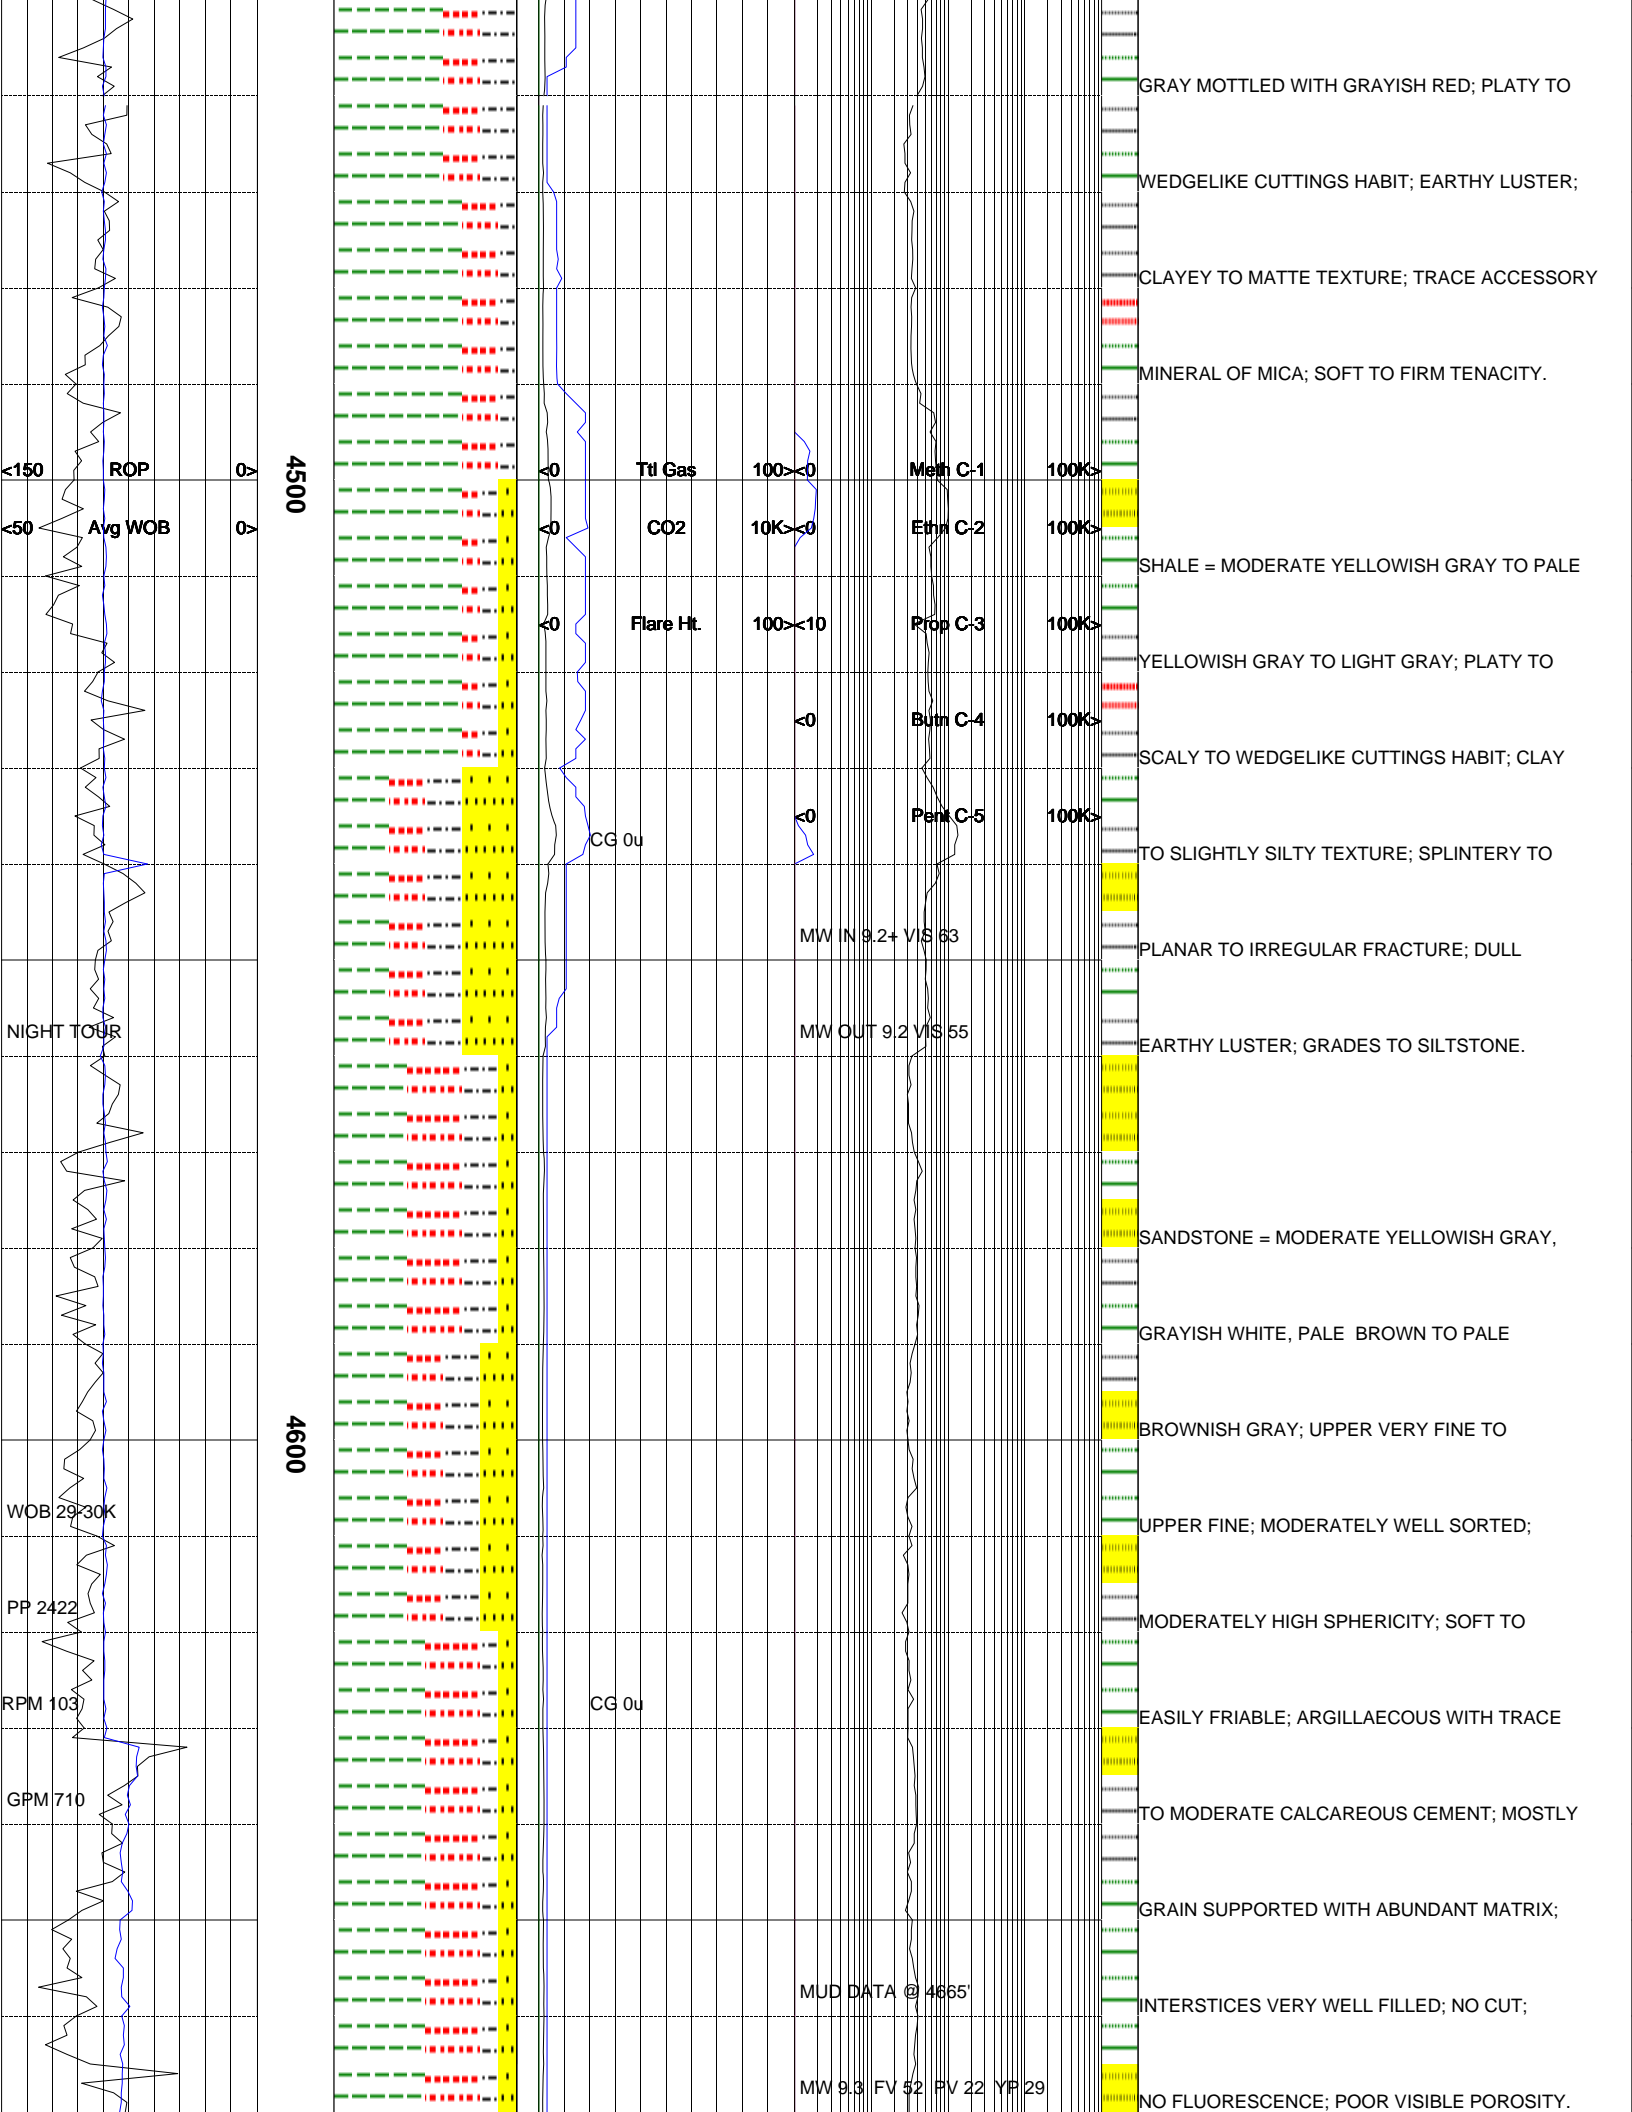 GRAY MOTTLED WITH GRAYISH RED; PLATY TO
WEDGELIKE CUTTINGS HABIT; EARTHY LUSTER;
CLAYEY TO MATTE TEXTURE; TRACE ACCESSORY
MINERAL OF MICA; SOFT TO FIRM TENACITY.
<150 ROP 0> 4500 <0 Ttl Gas 100><0 Meth C-1 100K>
<50 Avg WOB 0> <0 CO2 10K><0 Ethn C-2 100K>
SHALE = MODERATE YELLOWISH GRAY TO PALE
<0 Flare Ht. 100><10 Prop C-3 100K>
YELLOWISH GRAY TO LIGHT GRAY; PLATY TO
<0 Butn C-4 100K>
SCALY TO WEDGELIKE CUTTINGS HABIT; CLAY
<0 Pent C-5 100K>
CG 0u
TO SLIGHTLY SILTY TEXTURE; SPLINTERY TO
MW IN 9.2+ VIS 63
PLANAR TO IRREGULAR FRACTURE; DULL
NIGHT TOUR
MW OUT 9.2 VIS 55
EARTHY LUSTER; GRADES TO SILTSTONE.
SANDSTONE = MODERATE YELLOWISH GRAY,
GRAYISH WHITE, PALE  BROWN TO PALE
4600
BROWNISH GRAY; UPPER VERY FINE TO
WOB 29-30K
UPPER FINE; MODERATELY WELL SORTED;
PP 2422
MODERATELY HIGH SPHERICITY; SOFT TO
RPM 103
CG 0u
EASILY FRIABLE; ARGILLAECOUS WITH TRACE
GPM 710
TO MODERATE CALCAREOUS CEMENT; MOSTLY
GRAIN SUPPORTED WITH ABUNDANT MATRIX;
MUD DATA @ 4665'
INTERSTICES VERY WELL FILLED; NO CUT;
MW 9.3  FV 52  PV 22  YP 29
NO FLUORESCENCE; POOR VISIBLE POROSITY.